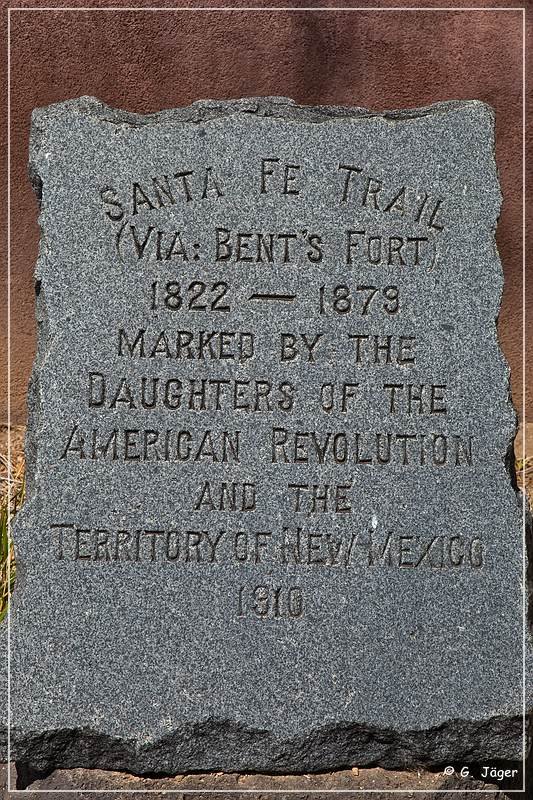 SANTA FE TRAIL
(VIA: BENT'S FORT)
1822 — 1879
MARKED BY THE
DAUGHTERS OF THE
AMERICAN REVOLUTION
AND THE
TERRITORY OF NEW MEXICO
1910
© G. Jäger